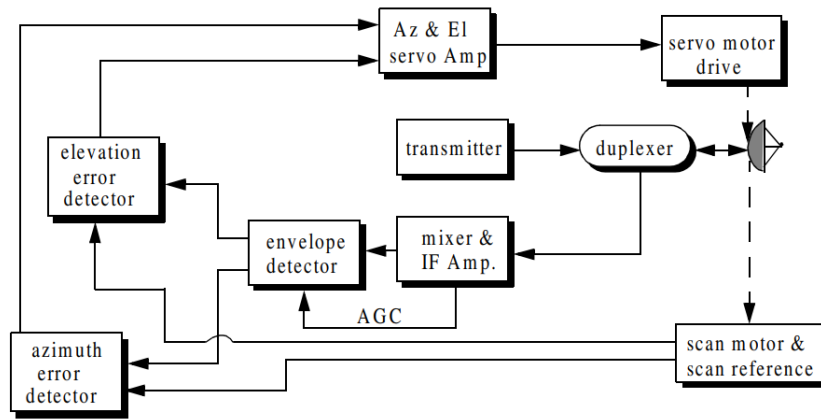 Az & El
servo Amp
servo motor
drive
elevation
error
detector
transmitter
duplexer
envelope
detector
mixer &
IF Amp.
AGC
azimuth
error
detector
scan motor &
scan reference